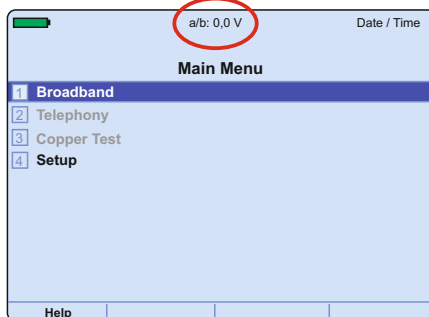 a/b: 0,0 V Date / Time
Main Menu
1 Broadband
2 Telephony
3 Copper Test
4 Setup
Help